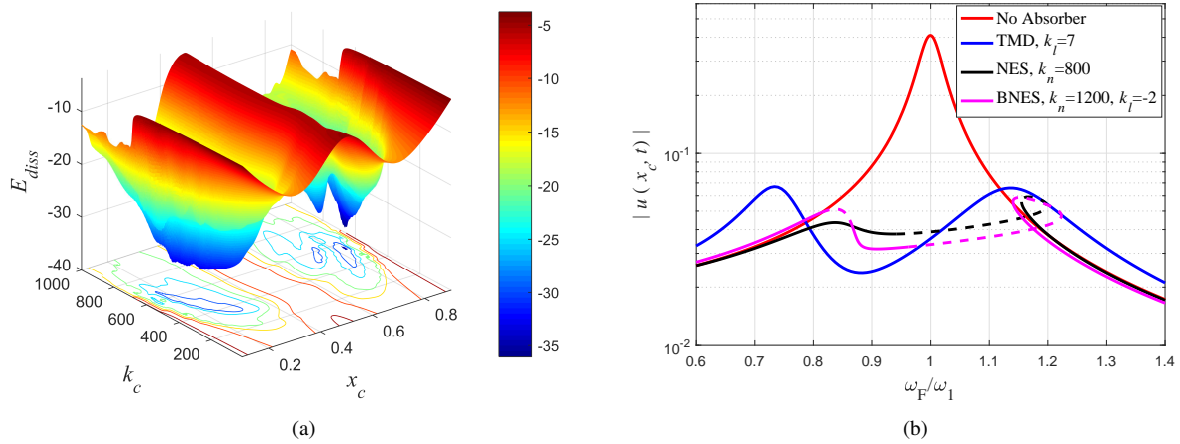 -5
-10
-15
-20
-25
-30
-35
-10
-20
-30
-40
E_diss
1000
800
600
400
200
k_c
0.2
0.4
0.6
0.8
x_c
(a)
No Absorber
TMD, k_l=7
NES, k_n=800
BNES, k_n=1200, k_l=-2
10^-1
10^-2
| u ( x_c, t) |
0.6
0.7
0.8
0.9
1
1.1
1.2
1.3
1.4
ω_F/ω_1
(b)